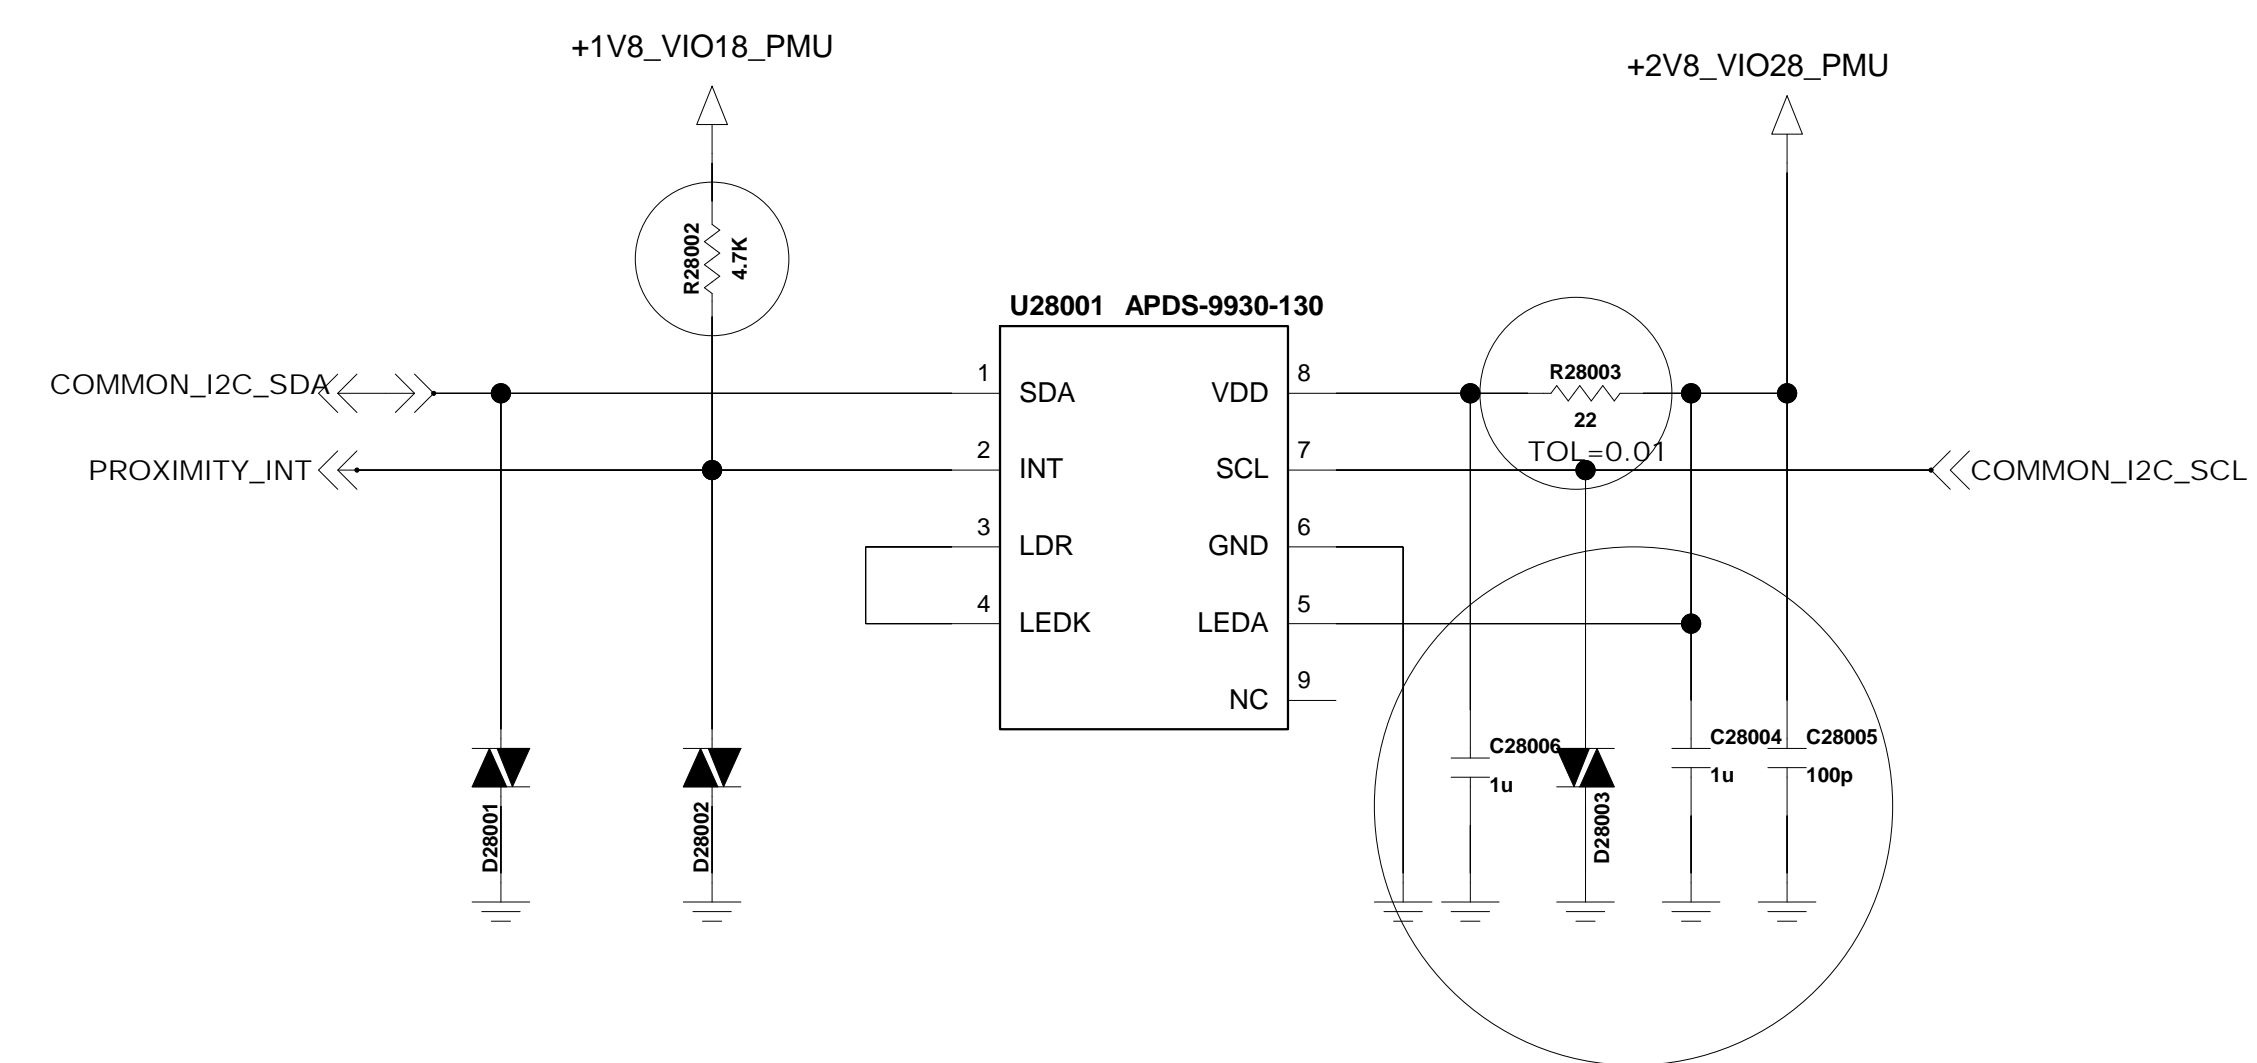 +1V8_VIO18_PMU
+2V8_VIO28_PMU
R28002
4.7K
U28001 APDS-9930-130
COMMON_I2C_SDA
1 SDA
VDD 8
R28003
22
TOL=0.01
PROXIMITY_INT
2 INT
SCL 7
COMMON_I2C_SCL
3 LDR
GND 6
4 LEDK
LEDA 5
NC 9
D28001
D28002
C28006
1u
D28003
C28004
1u
C28005
100p